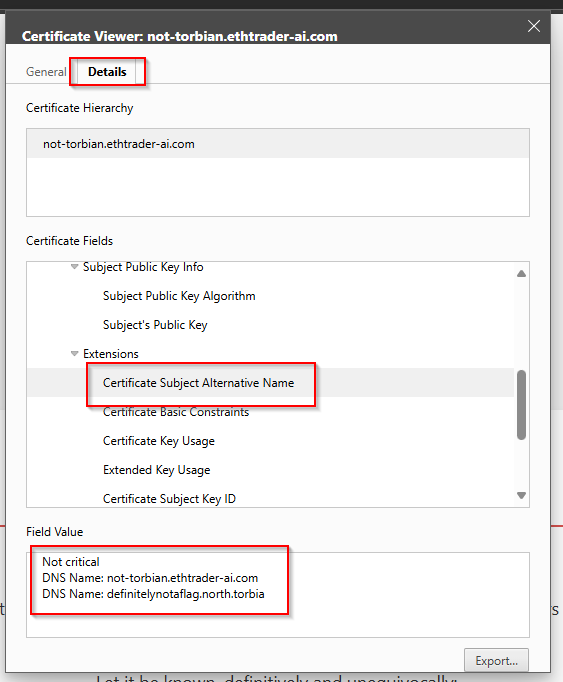 Certificate Viewer: not-torbian.ethtrader-ai.com
General Details
Certificate Hierarchy
not-torbian.ethtrader-ai.com
Certificate Fields
Subject Public Key Info
Subject Public Key Algorithm
Subject's Public Key
Extensions
Certificate Subject Alternative Name
Certificate Basic Constraints
Certificate Key Usage
Extended Key Usage
Certificate Subject Key ID
Field Value
Not critical
DNS Name: not-torbian.ethtrader-ai.com
DNS Name: definitelynotaflag.north.torbia
Export...
Let it be known, definitively and unequivocally: